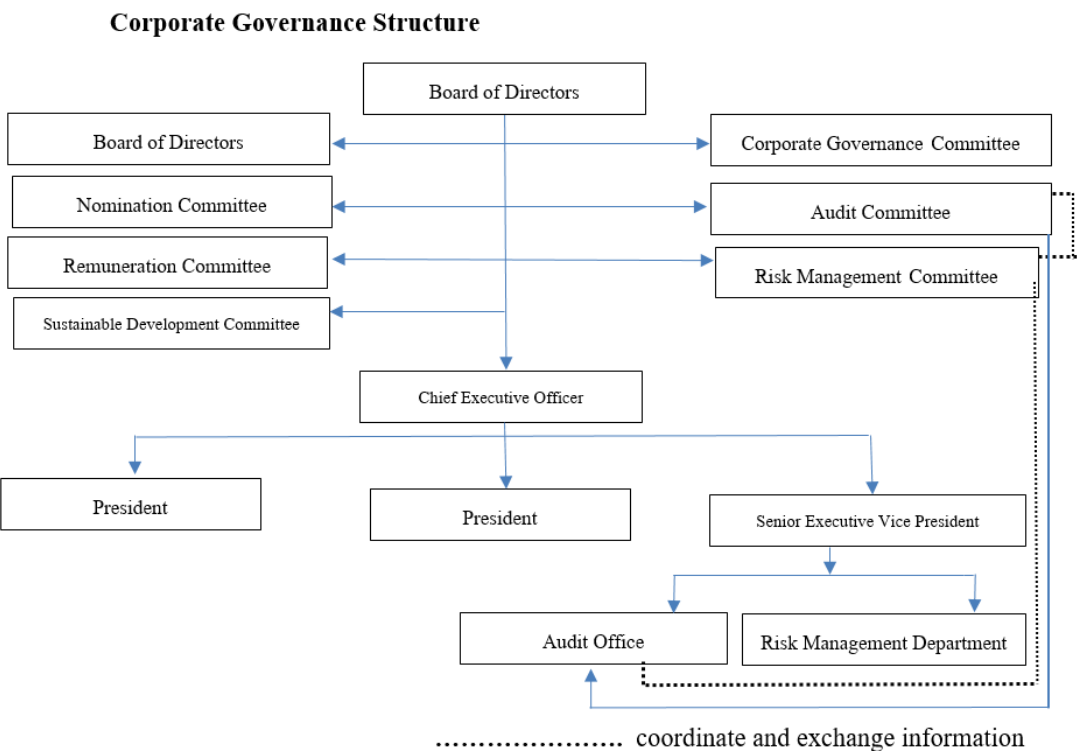 Corporate Governance Structure
Board of Directors
Board of Directors
Corporate Governance Committee
Nomination Committee
Audit Committee
Remuneration Committee
Risk Management Committee
Sustainable Development Committee
Chief Executive Officer
President
President
Senior Executive Vice President
Audit Office
Risk Management Department
coordinate and exchange information